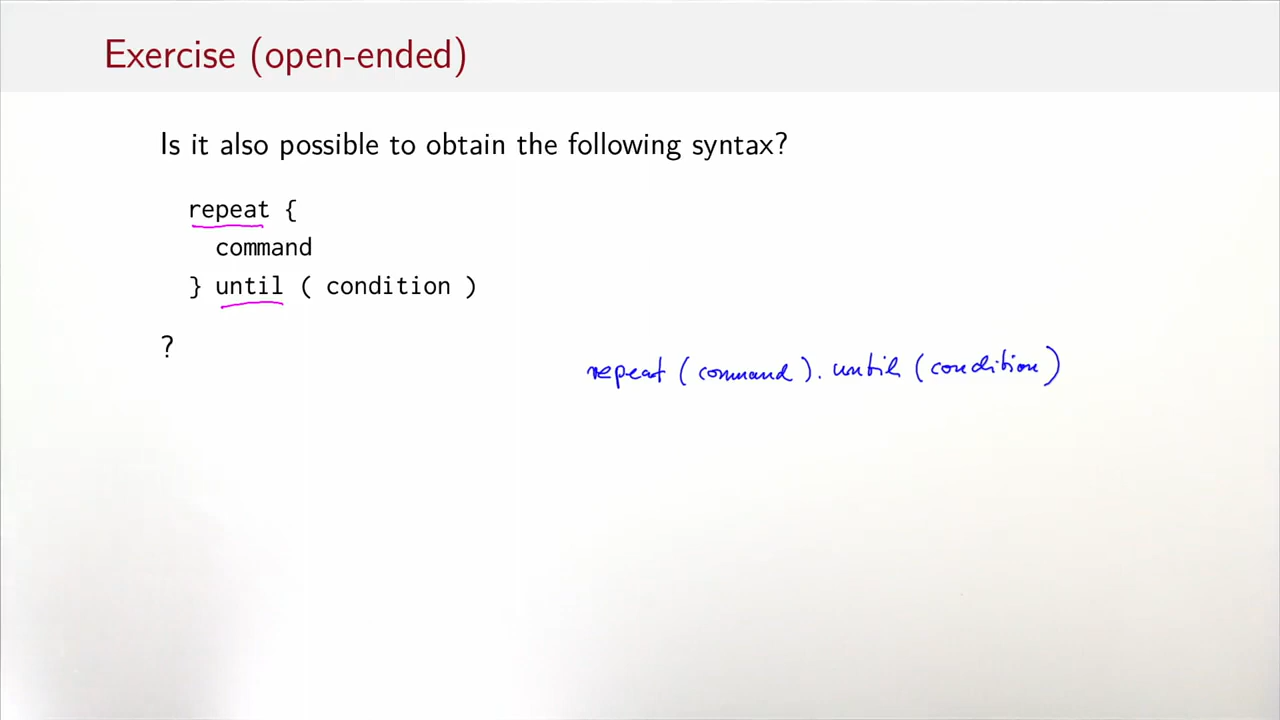 Exercise (open-ended)
Is it also possible to obtain the following syntax?
repeat {
command
} until ( condition )
?
repeat (command). until (condition)